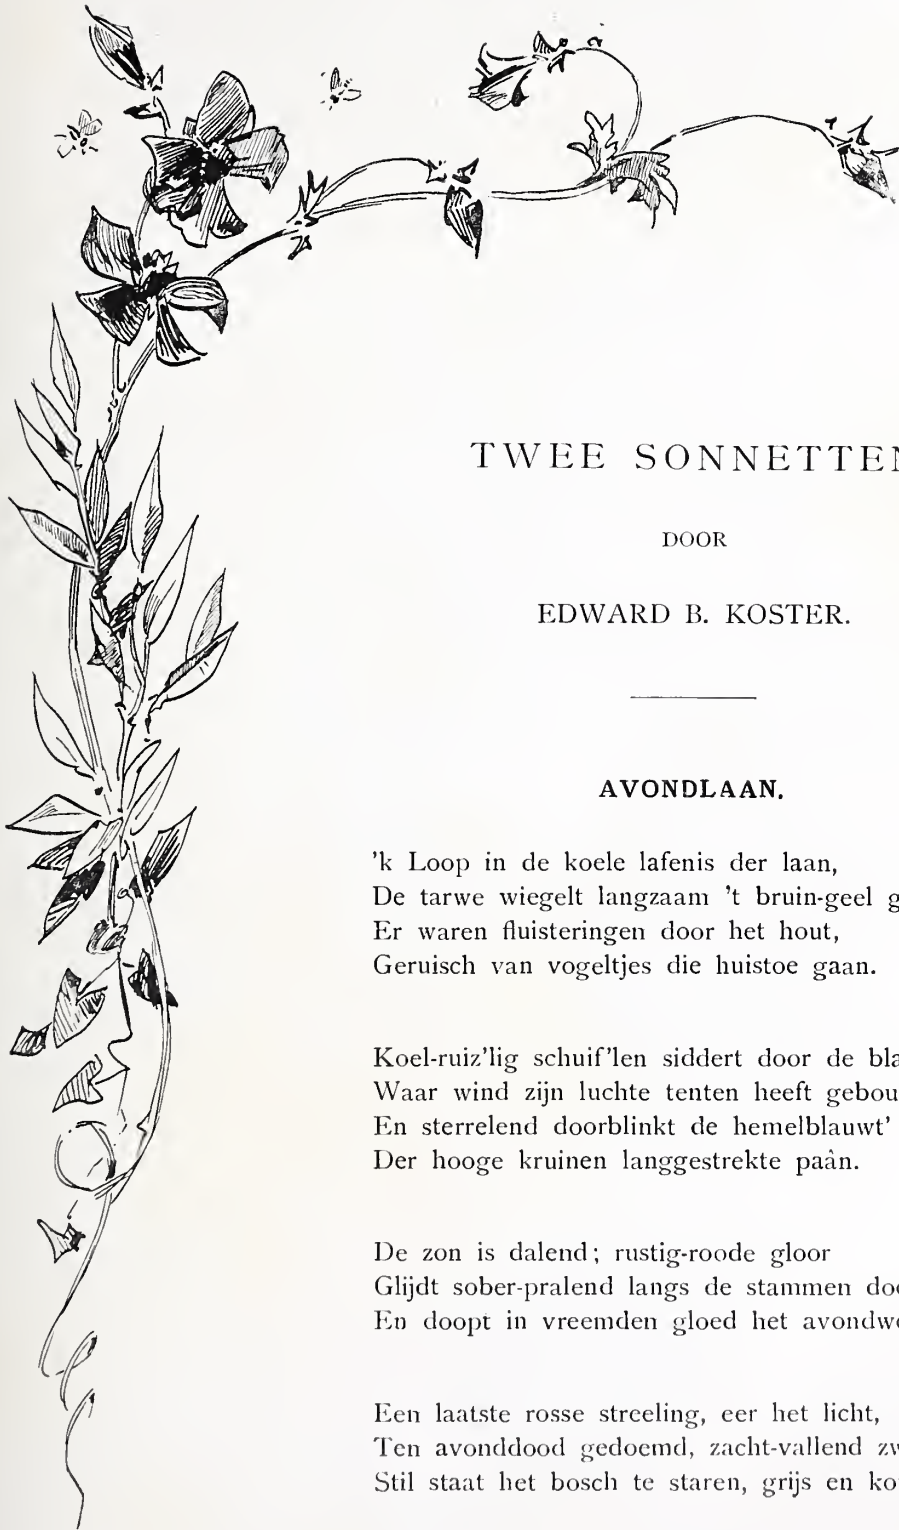 TWEE SONNETTEN
DOOR
EDWARD B. KOSTER.
AVONDLAAN.
’k Loop in de koele lafenis der laan,
De tarwe wiegelt langzaam ’t bruin-geel
Er waren fluisteringen door het hout,
Geruisch van vogeltjes die huistoe gaan.
Koel-ruiz’lig schuif’len siddert door de
Waar wind zijn luchte tenten heeft
En sterrelend doorblinkt de hemelblauwt’
Der hooge kruinen langgestrekte paân.
De zon is dalend; rustig-roode gloor
Glijdt sober-pralend langs de stammen
En doopt in vreemden gloed het
Een laatste rosse streeling, eer het licht,
Ten avonddood gedoemd, zacht-vallend
Stil staat het bosch te staren, grijs en